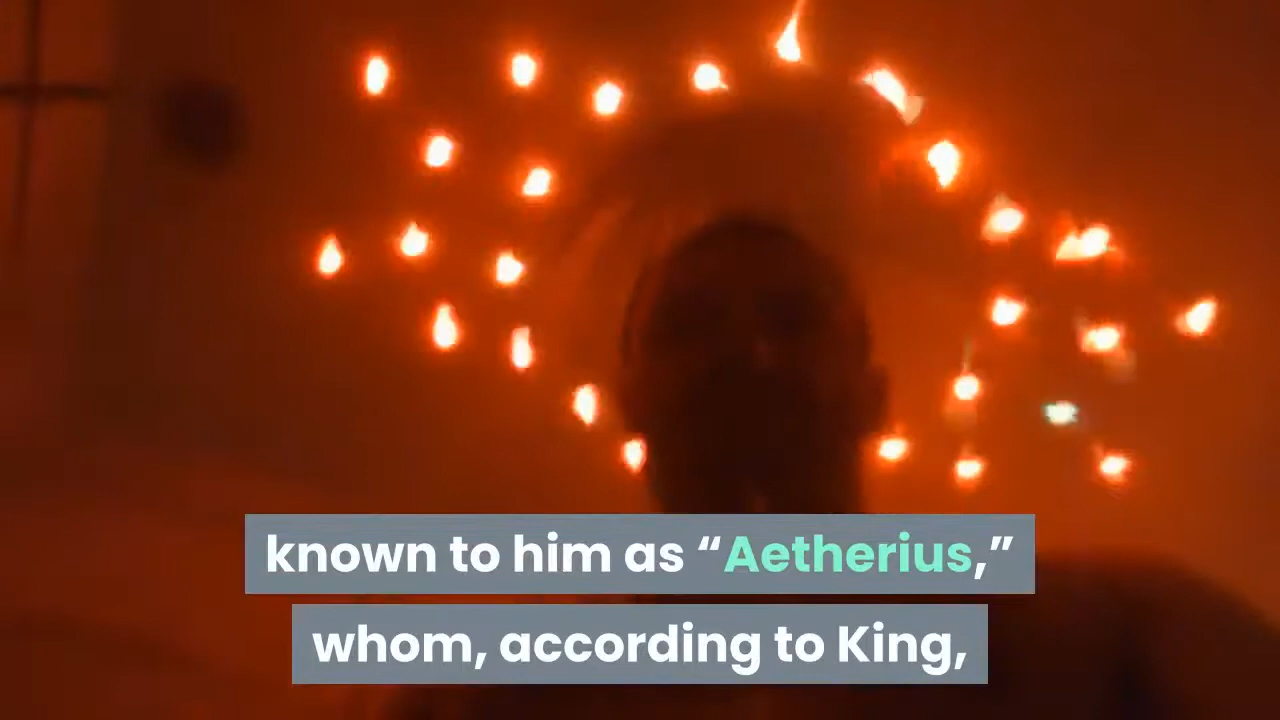 known to him as “Aetherius,”
whom, according to King,